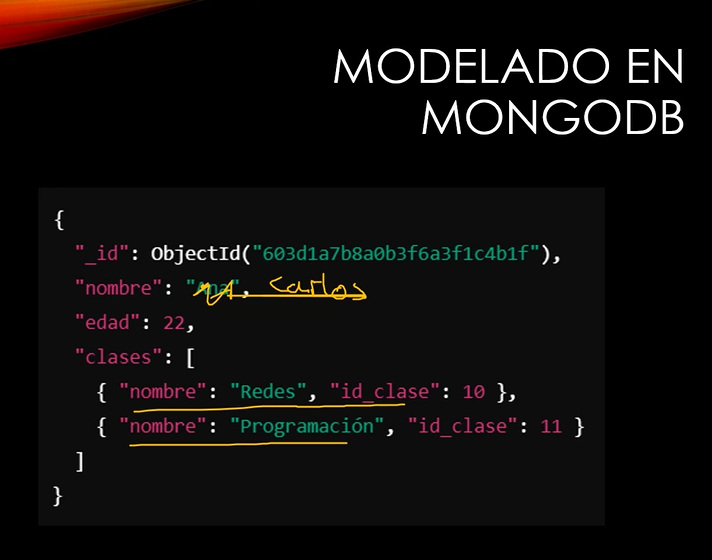 MODELADO EN
MONGODB
{
"_id": ObjectId("603d1a7b8a0b3f6a3f1c4b1f"),
"nombre": "Ana", Carlos
"edad": 22,
"clases": [
{ "nombre": "Redes", "id_clase": 10 },
{ "nombre": "Programación", "id_clase": 11 }
]
}